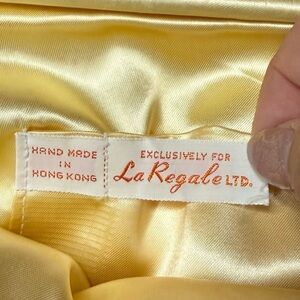 HAND MADE
IN
HONG KONG
EXCLUSIVELY FOR
La Regale LTD.